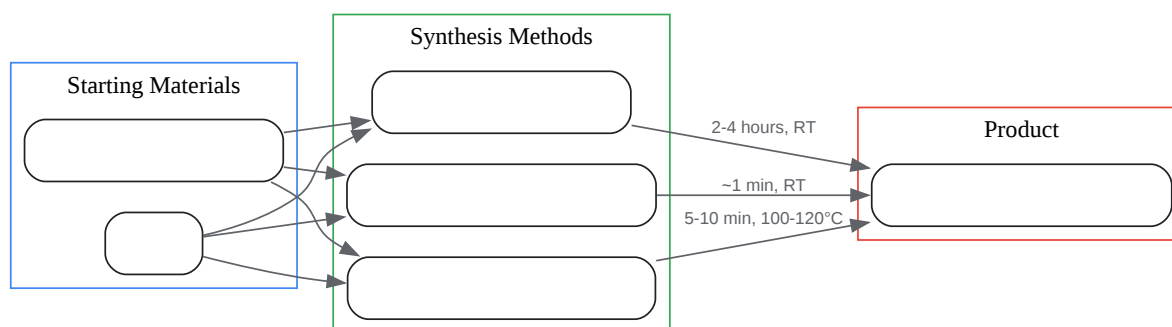 Synthesis Methods
Starting Materials
Product
2-4 hours, RT
~1 min, RT
5-10 min, 100-120°C